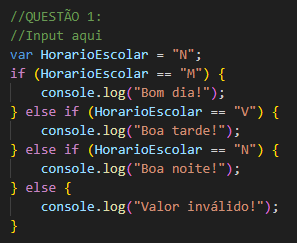 //QUESTÃO 1:
//Input aqui
var HorarioEscolar = "N";
if (HorarioEscolar == "M") {
    console.log("Bom dia!");
} else if (HorarioEscolar == "V") {
    console.log("Boa tarde!");
} else if (HorarioEscolar == "N") {
    console.log("Boa noite!");
} else {
    console.log("Valor inválido!");
}